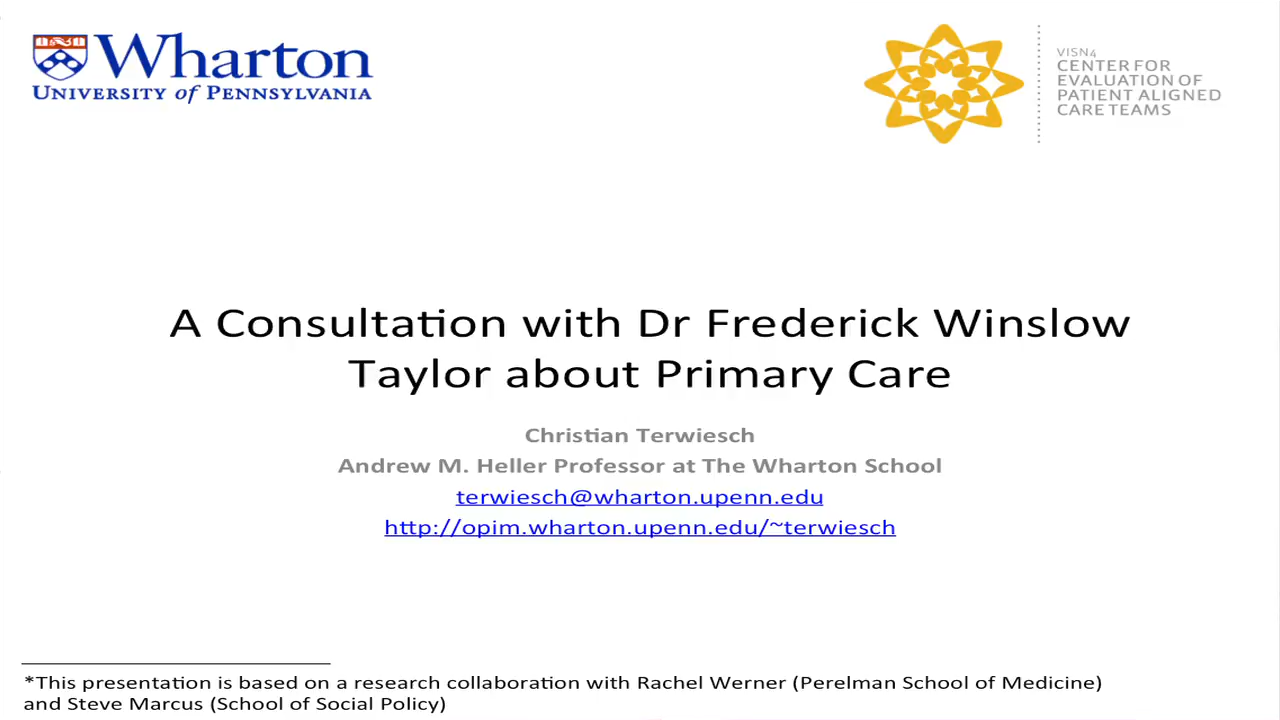 Wharton
UNIVERSITY of PENNSYLVANIA
VISN4
CENTER FOR
EVALUATION OF
PATIENT ALIGNED
CARE TEAMS
A Consultation with Dr Frederick Winslow
Taylor about Primary Care
Christian Terwiesch
Andrew M. Heller Professor at The Wharton School
terwiesch@wharton.upenn.edu
http://opim.wharton.upenn.edu/~terwiesch
*This presentation is based on a research collaboration with Rachel Werner (Perelman School of Medicine)
and Steve Marcus (School of Social Policy)